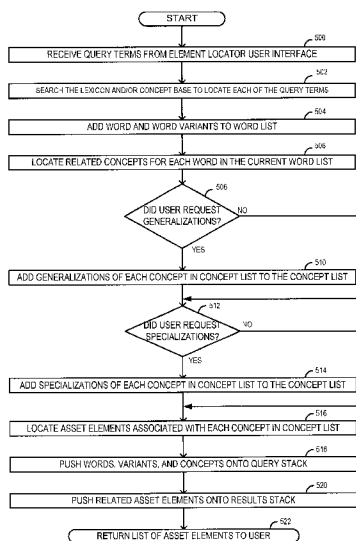 START
500
RECEIVE QUERY TERMS FROM ELEMENT LOCATOR USER INTERFACE
502
SEARCH THE LEXICON AND/OR CONCEPT BASE TO LOCATE EACH OF THE QUERY TERMS
504
ADD WORD AND WORD VARIANTS TO WORD LIST
506
LOCATE RELATED CONCEPTS FOR EACH WORD IN THE CURRENT WORD LIST
508
DID USER REQUEST
GENERALIZATIONS?
NO
YES
510
ADD GENERALIZATIONS OF EACH CONCEPT IN CONCEPT LIST TO THE CONCEPT LIST
512
DID USER REQUEST
SPECIALIZATIONS?
NO
YES
514
ADD SPECIALIZATIONS OF EACH CONCEPT IN CONCEPT LIST TO THE CONCEPT LIST
516
LOCATE ASSET ELEMENTS ASSOCIATED WITH EACH CONCEPT IN CONCEPT LIST
518
PUSH WORDS, VARIANTS, AND CONCEPTS ONTO QUERY STACK
520
PUSH RELATED ASSET ELEMENTS ONTO RESULTS STACK
522
RETURN LIST OF ASSET ELEMENTS TO USER